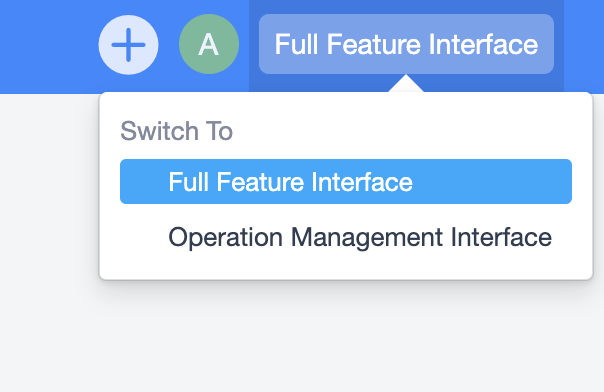 A
Full Feature Interface
Switch To
Full Feature Interface
Operation Management Interface